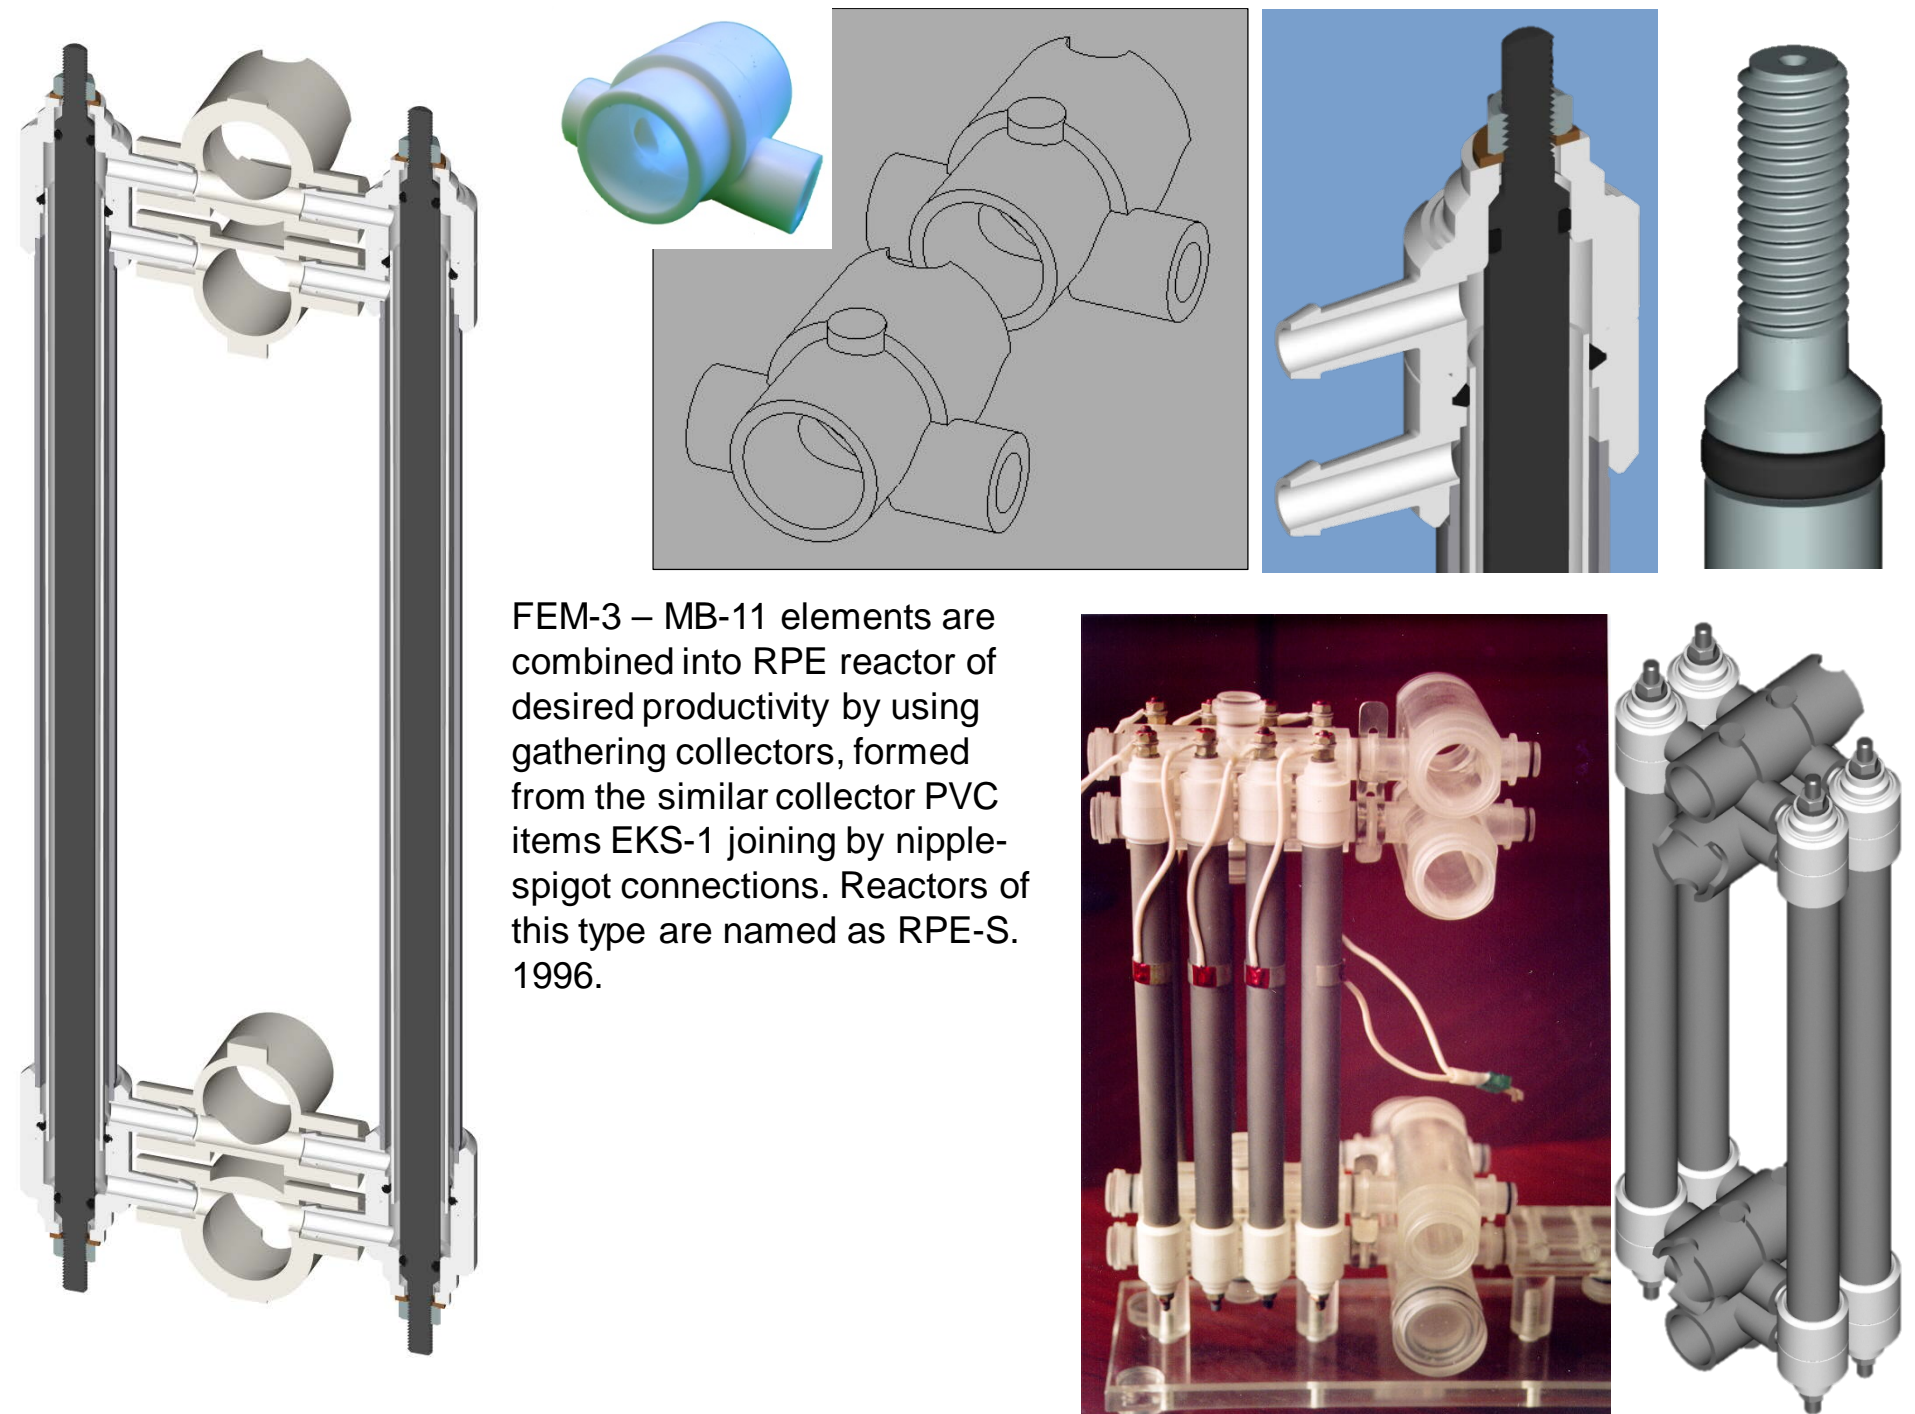 FEM-3 – MB-11 elements are
combined into RPE reactor of
desired productivity by using
gathering collectors, formed
from the similar collector PVC
items EKS-1 joining by nipple-
spigot connections. Reactors of
this type are named as RPE-S.
1996.